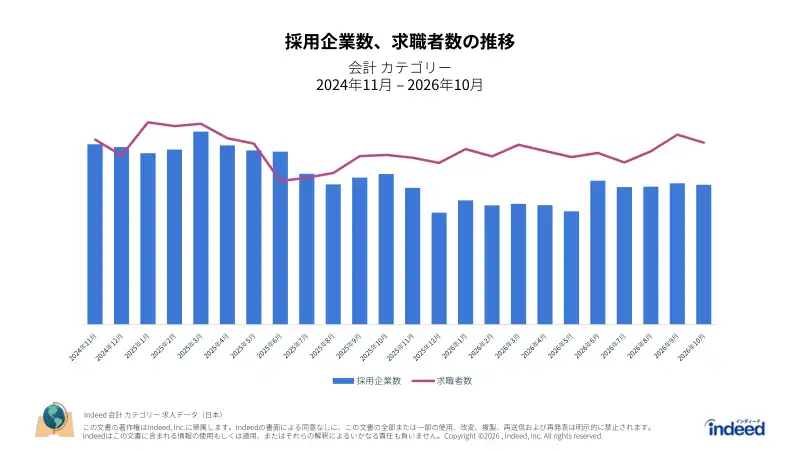 採用企業数、求職者数の推移
会計 カテゴリー
2024年11月 – 2026年10月
2024年11月
2024年12月
2025年1月
2025年2月
2025年3月
2025年4月
2025年5月
2025年6月
2025年7月
2025年8月
2025年9月
2025年10月
2025年11月
2025年12月
2026年1月
2026年2月
2026年3月
2026年4月
2026年5月
2026年6月
2026年7月
2026年8月
2026年9月
2026年10月
採用企業数 求職者数
Indeed 会計 カテゴリー 求人データ（日本）
この文書の著作権はIndeed, Inc.に帰属します。Indeedの書面による同意なしに、この文書の全部または一部の使用、改変、複製、再送信および再発表は明示的に禁止されます。
Indeedはこの文書に含まれる情報の使用もしくは適用、またはそれらの解釈によるいかなる責任も負いません。Copyright ©2026 , Indeed, Inc. All rights reserved.
インディード
indeed